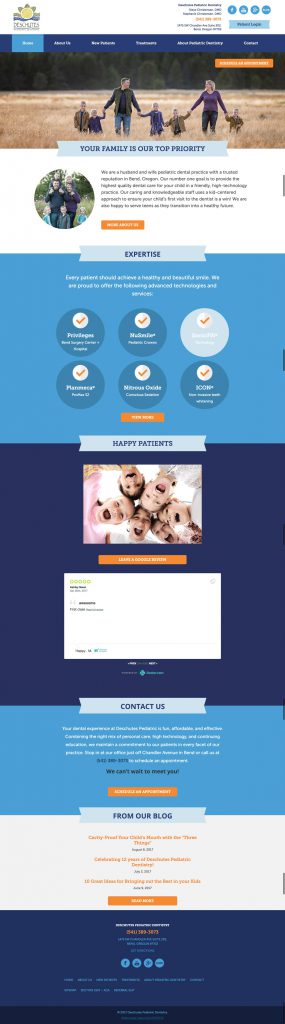 DESCHUTES
Deschutes Pediatric Dentistry
Steve Christensen, DMD
Stephanie Christensen, DMD
(541) 389-3073
1475 SW Chandler Ave Suite 202,
Bend, Oregon 97702
Patient Login
Home About Us New Patients Treatments About Pediatric Dentistry Contact
SCHEDULE AN APPOINTMENT
YOUR FAMILY IS OUR TOP PRIORITY
We are a husband and wife pediatric dental practice with a
trusted reputation in Bend, Oregon. Our number one goal is to provide the
highest quality dental care for your child in a friendly, high-technology
practice. Our caring and knowledgeable staff uses a kid-centered
approach to ensure your child's first visit to the dentist is a win! We are
also happy to serve teens as they transition into a healthy future.
MORE ABOUT US
EXPERTISE
Every patient should achieve a healthy and beautiful smile. We
are proud to offer the following advanced technologies and
services:
Privileges
Bend Surgery Center +
Hospital
NuSmile®
Pediatric Crowns
Planmeca®
ProMax S2
Nitrous Oxide
Conscious Sedation
ICON®
Non-invasive teeth
whitening
VIEW MORE
HAPPY PATIENTS
LEAVE A GOOGLE REVIEW
awesome
First class
Happy
< PREV NEXT >
POWERED BY
CONTACT US
Your dental experience at Deschutes Pediatric is fun, affordable, and effective.
Combining the right mix of personal care, high technology, and continuing
education, we maintain a commitment to our patients in every facet of our
practice. Stop in at our office just off Chandler Avenue in Bend or call us at
(541) 389-3073 to schedule an appointment.
We can't wait to meet you!
SCHEDULE AN APPOINTMENT
FROM OUR BLOG
Cavity-Proof Your Child's Mouth with the "Three
Things"
August 8, 2017
Celebrating 12 years of Deschutes Pediatric
Dentistry!
July 3, 2017
10 Great Ideas for Bringing out the Best in your Kids
June 9, 2017
READ MORE
DESCHUTES PEDIATRIC DENTISTRY
(541) 389-3073
1475 SW CHANDLER AVE SUITE 202,
BEND, OREGON 97702
GET DIRECTIONS
HOME ABOUT US NEW PATIENTS TREATMENTS ABOUT PEDIATRIC DENTISTRY CONTACT
SITEMAP
© 2017 Deschutes Pediatric Dentistry